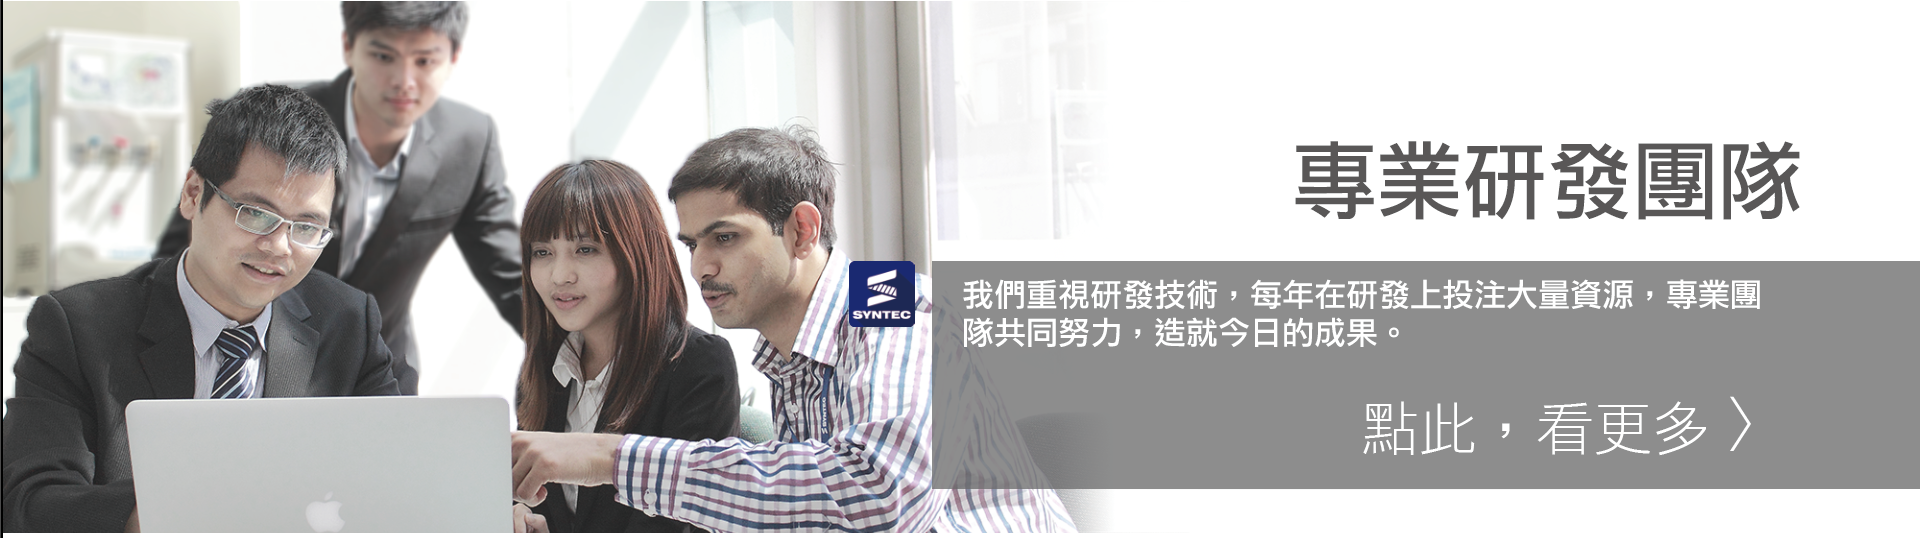 專業研發團隊
SYNTEC
我們重視研發技術，每年在研發上投注大量資源，專業團
隊共同努力，造就今日的成果。
點此，看更多〉